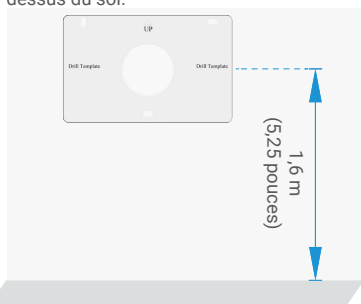 dessus du sol.
UP
Drill Template
Drill Template
1,6 m
(5,25 pouces)